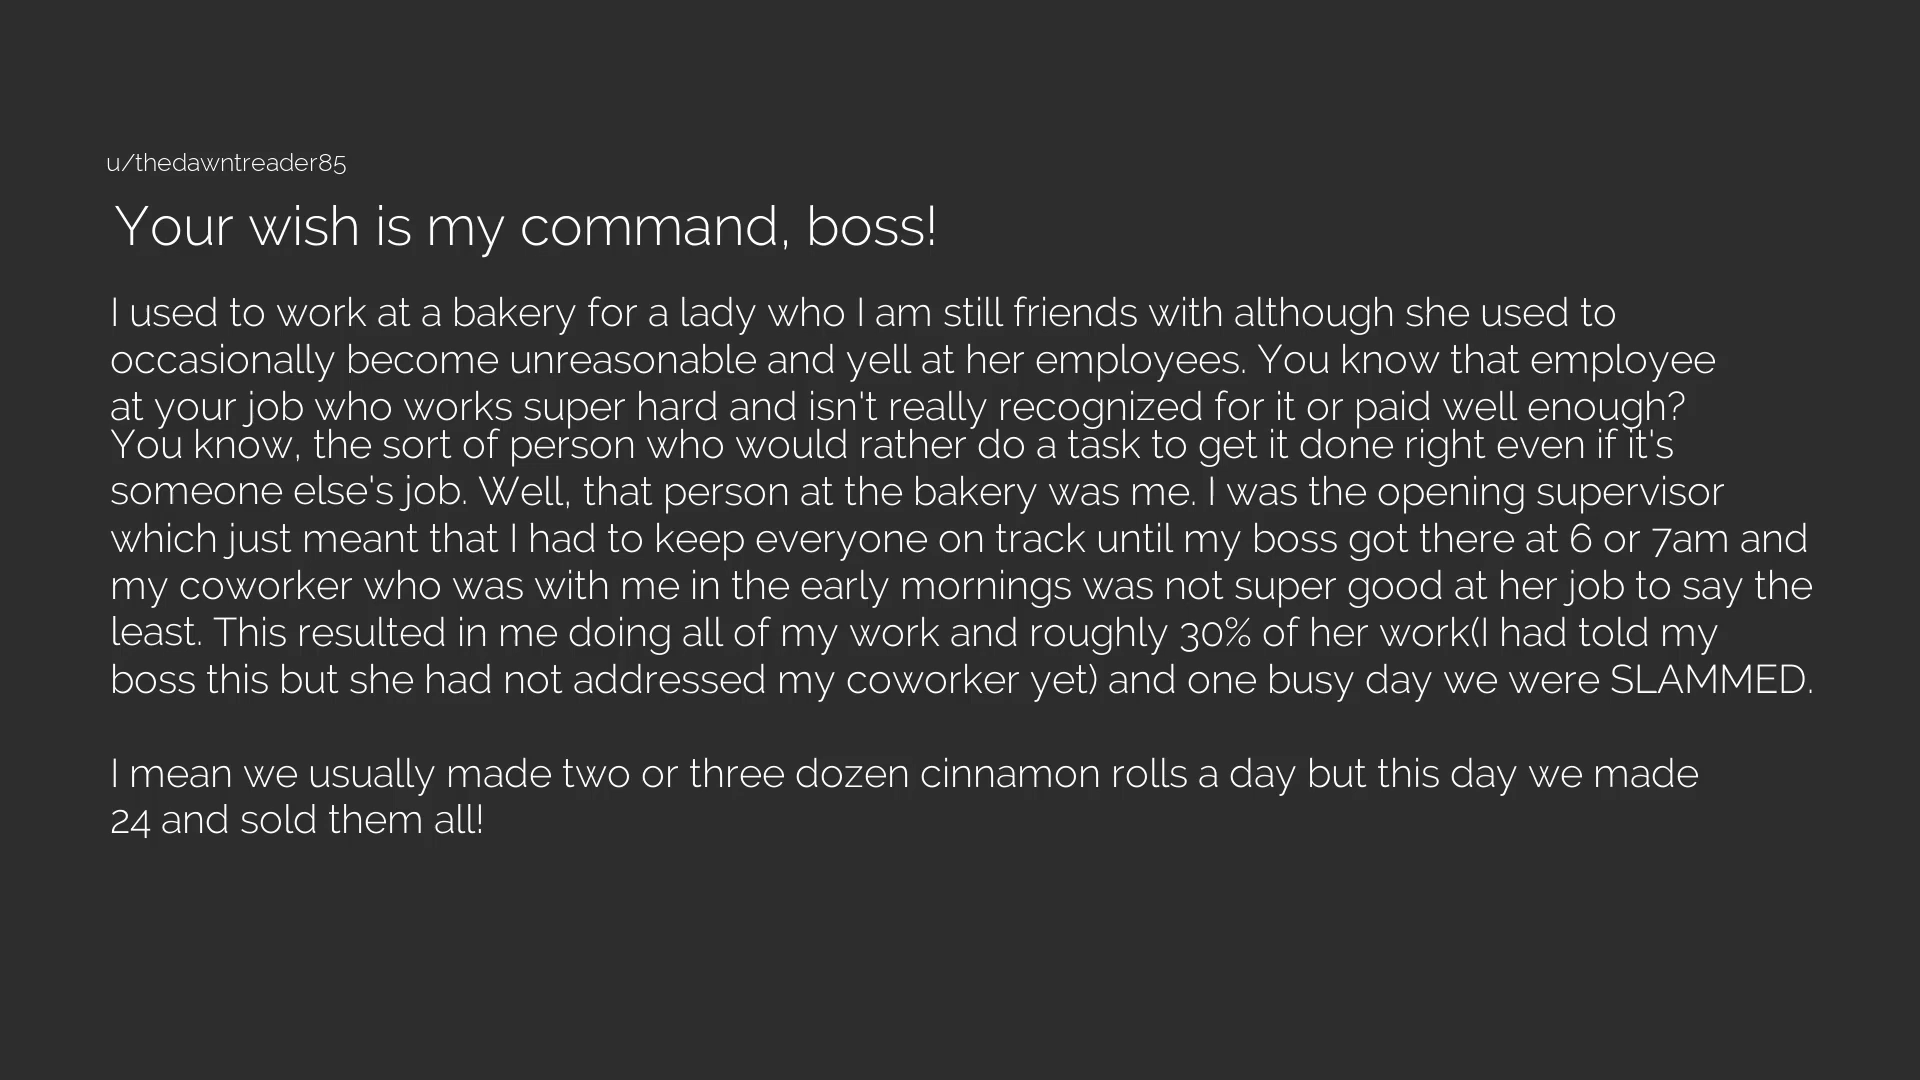 u/thedawntreader85
Your wish is my command, boss!
I used to work at a bakery for a lady who I am still friends with although she used to
occasionally become unreasonable and yell at her employees. You know that employee
at your job who works super hard and isn't really recognized for it or paid well enough?
You know, the sort of person who would rather do a task to get it done right even if it's
someone else's job. Well, that person at the bakery was me. I was the opening supervisor
which just meant that I had to keep everyone on track until my boss got there at 6 or 7am and
my coworker who was with me in the early mornings was not super good at her job to say the
least. This resulted in me doing all of my work and roughly 30% of her work(I had told my
boss this but she had not addressed my coworker yet) and one busy day we were SLAMMED.
I mean we usually made two or three dozen cinnamon rolls a day but this day we made
24 and sold them all!